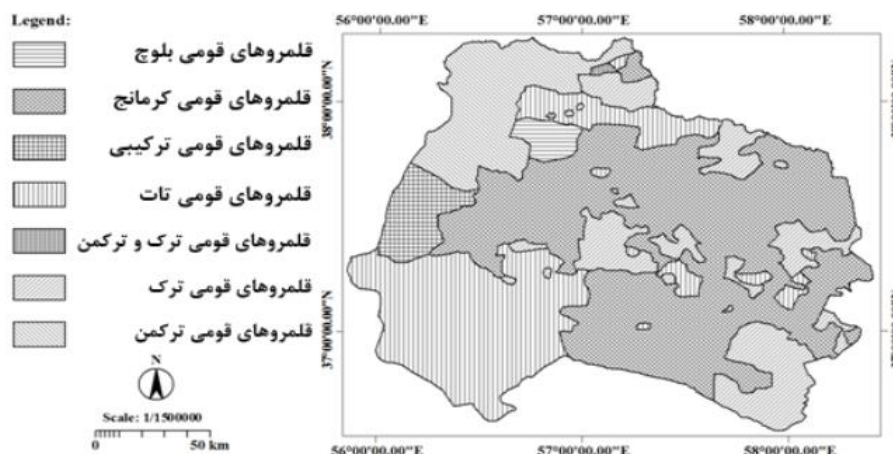 Legend:
قلمروهای قومی بلوچ
قلمروهای قومی کرمانج
قلمروهای قومی ترکیبی
قلمروهای قومی تات
قلمروهای قومی ترک و ترکمن
قلمروهای قومی ترک
قلمروهای قومی ترکمن
N
Scale: 1/1500000
0 50 km
56°00'00.00"E 57°00'00.00"E 58°00'00.00"E
38°00'00.00"N
37°00'00.00"N
56°00'00.00"E 57°00'00.00"E 58°00'00.00"E